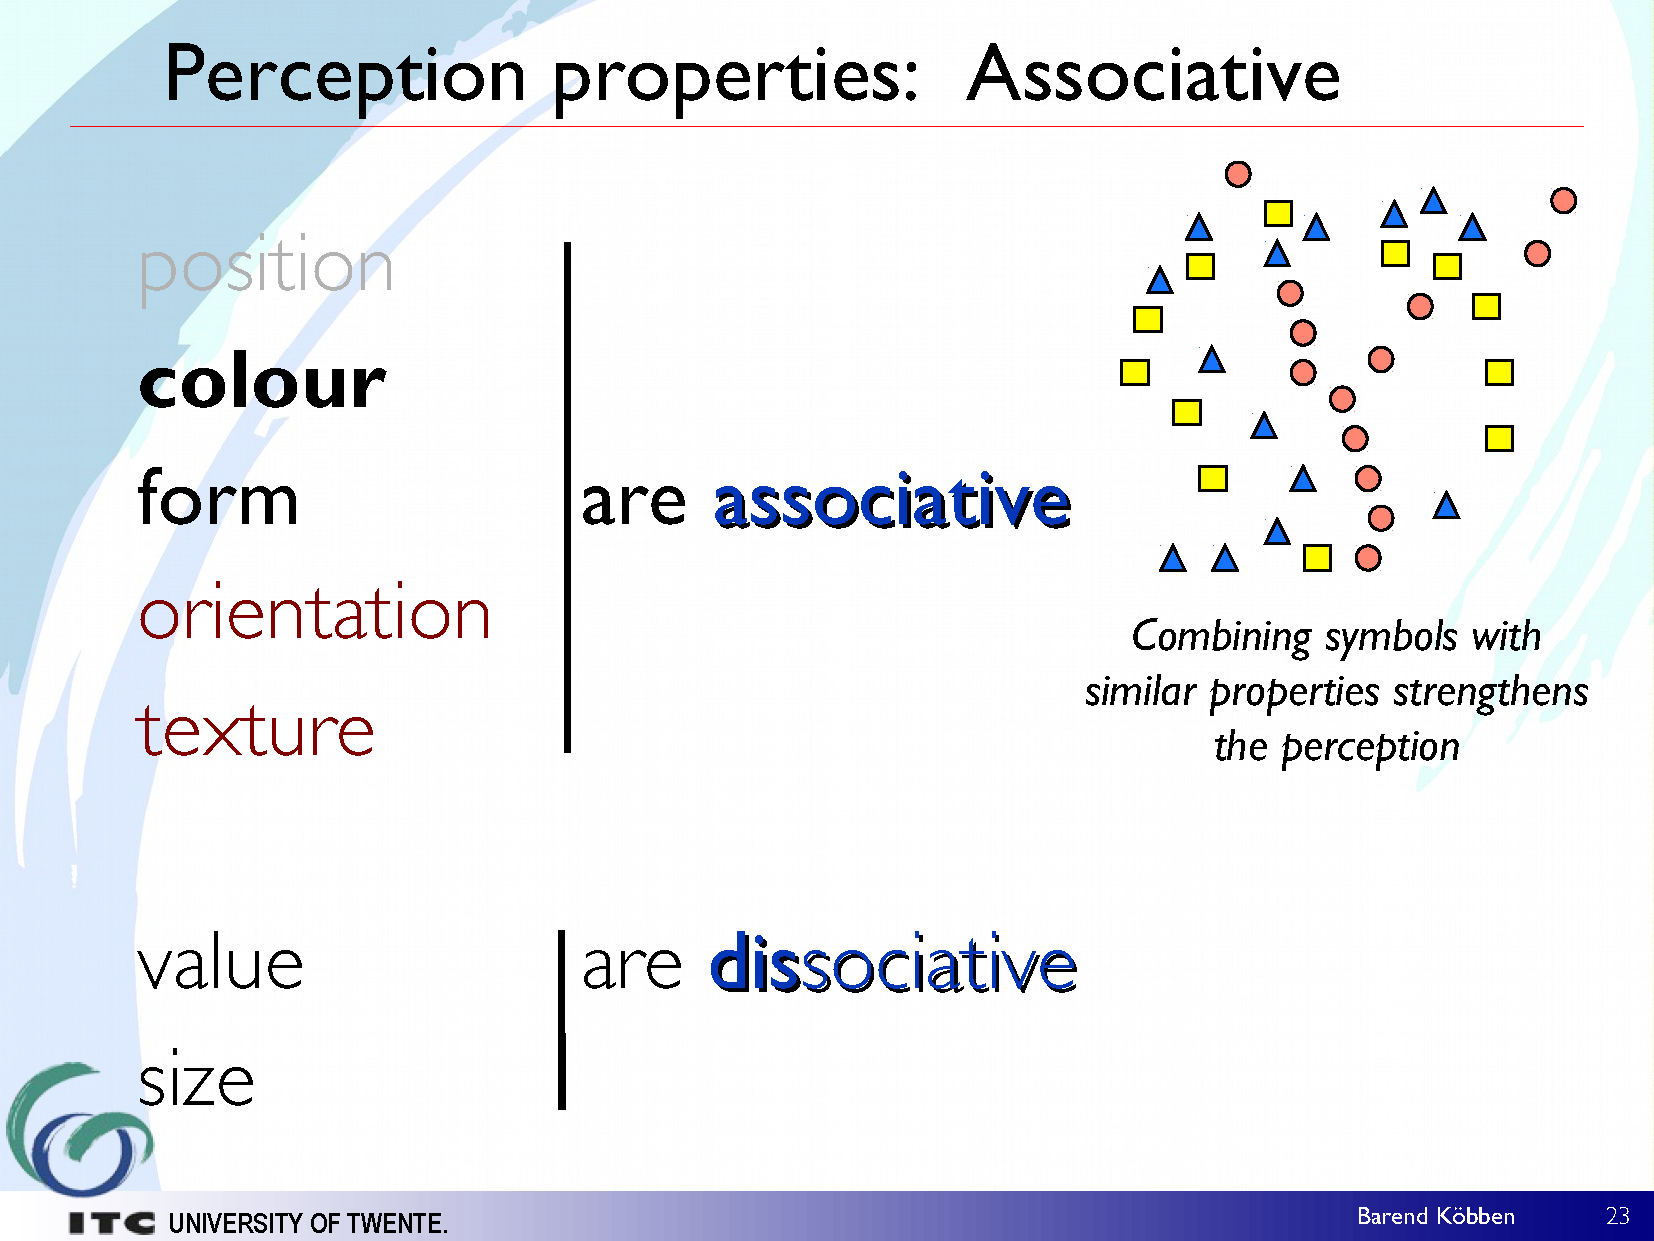 Perception properties: Associative
position
colour
form
are associative
orientation
texture
Combining symbols with
similar properties strengthens
the perception
value
are dissociative
size
ITC UNIVERSITY OF TWENTE.
Barend Köbben
23